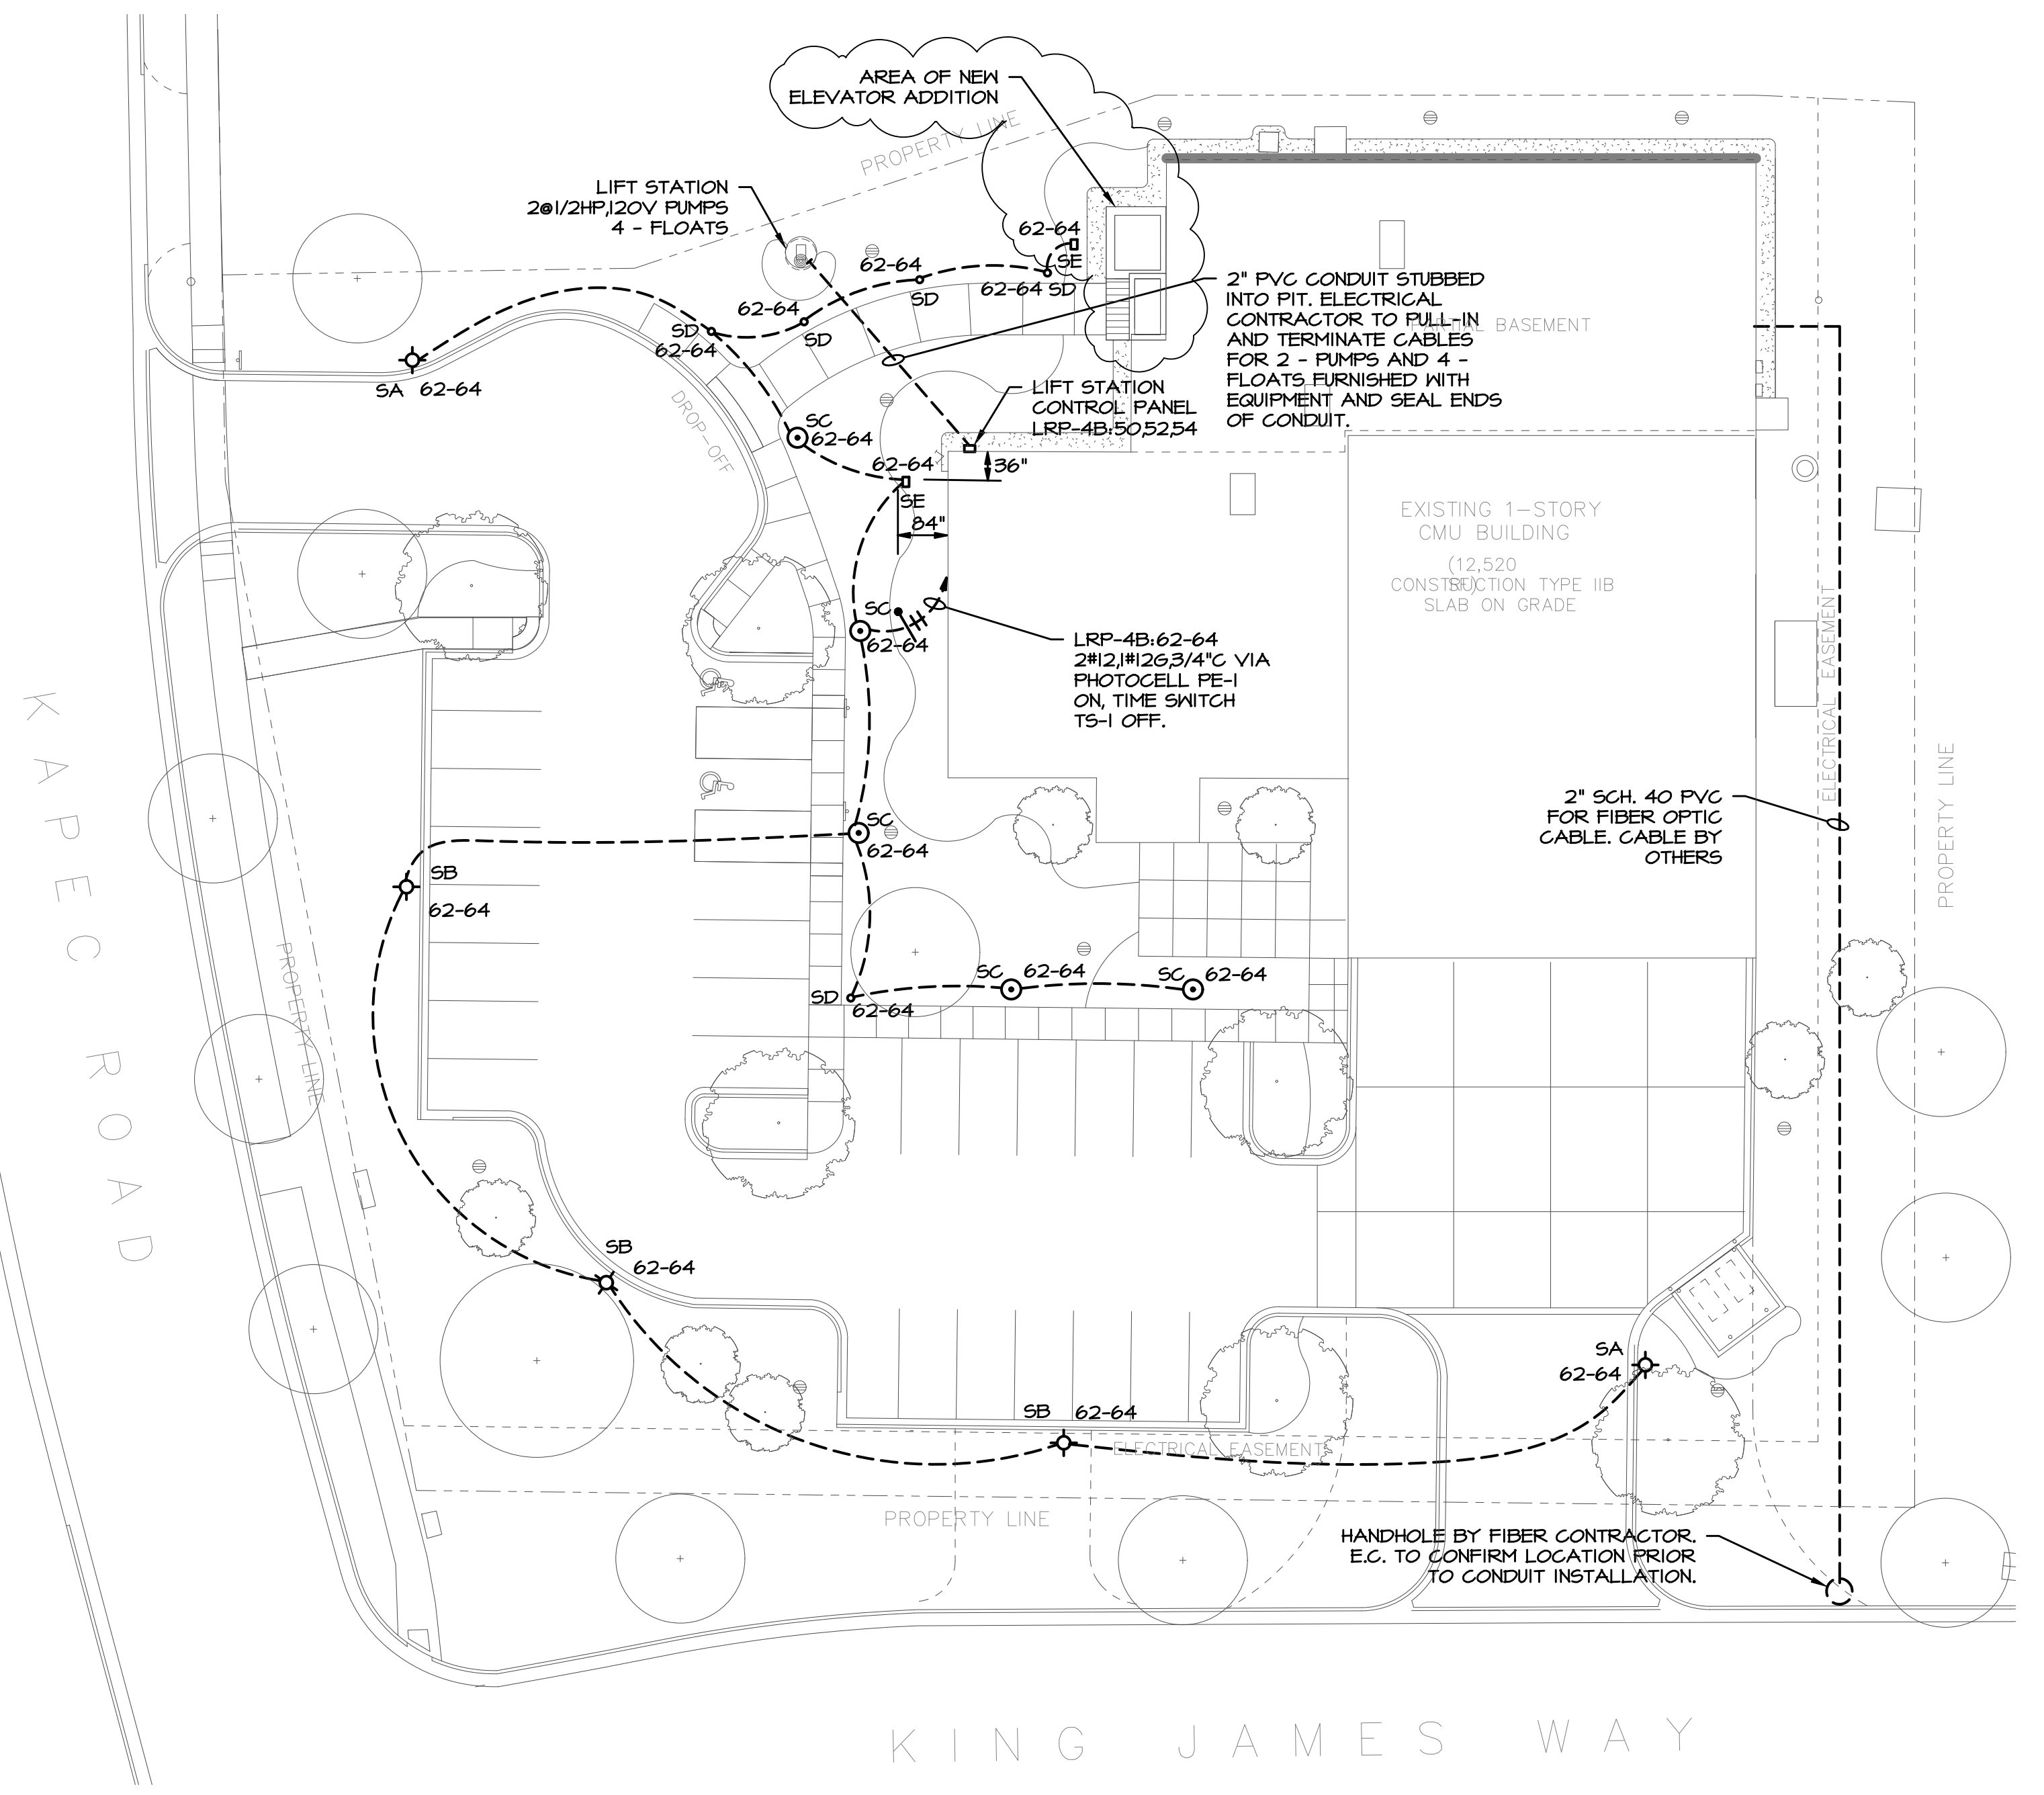 AREA OF NEW
ELEVATOR ADDITION
PROPERTY LINE
LIFT STATION
2@1/2HP,120V PUMPS
4 - FLOATS
62-64
SE
62-64
SD
62-64 SD
62-64
SD
SD
62-64
SA 62-64
2" PVC CONDUIT STUBBED
INTO PIT. ELECTRICAL
CONTRACTOR TO PULL-IN
AND TERMINATE CABLES
FOR 2 - PUMPS AND 4 -
FLOATS FURNISHED WITH
EQUIPMENT AND SEAL ENDS
OF CONDUIT.
PARTIAL BASEMENT
LIFT STATION
CONTROL PANEL
LRP-4B:50,52,54
DROP-OFF
SC
62-64
62-64
SE
36"
84"
EXISTING 1-STORY
CMU BUILDING
(12,520
SF)
CONSTRUCTION TYPE IIB
SLAB ON GRADE
SC
62-64
LRP-4B:62-64
2#12,1#12G,3/4"C VIA
PHOTOCELL PE-1
ON, TIME SWITCH
TS-1 OFF.
ELECTRICAL EASEMENT
PROPERTY LINE
2" SCH. 40 PVC
FOR FIBER OPTIC
CABLE. CABLE BY
OTHERS
SC
62-64
SB
62-64
KAPEC ROAD
PROPERTY LINE
PROPERTY LINE
SD
62-64
SC 62-64
SC 62-64
SB
62-64
SB 62-64
SA
62-64
ELECTRICAL EASEMENT
PROPERTY LINE
HANDHOLE BY FIBER CONTRACTOR.
E.C. TO CONFIRM LOCATION PRIOR
TO CONDUIT INSTALLATION.
KING JAMES WAY